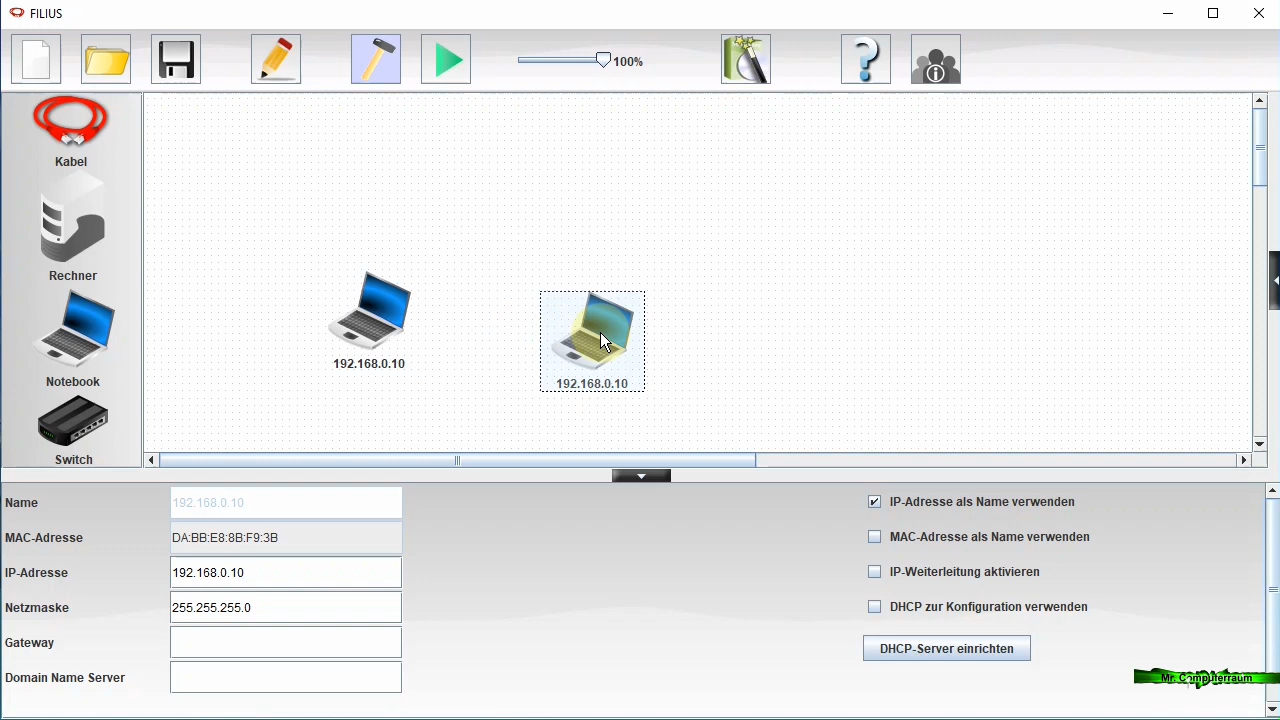 FILIUS
100%
Kabel
Rechner
Notebook
Switch
192.168.0.10
192.168.0.10
Name
192.168.0.10
MAC-Adresse
DA:BB:E8:8B:F9:3B
IP-Adresse
192.168.0.10
Netzmaske
255.255.255.0
Gateway
Domain Name Server
IP-Adresse als Name verwenden
MAC-Adresse als Name verwenden
IP-Weiterleitung aktivieren
DHCP zur Konfiguration verwenden
DHCP-Server einrichten
Mr. Computerraum